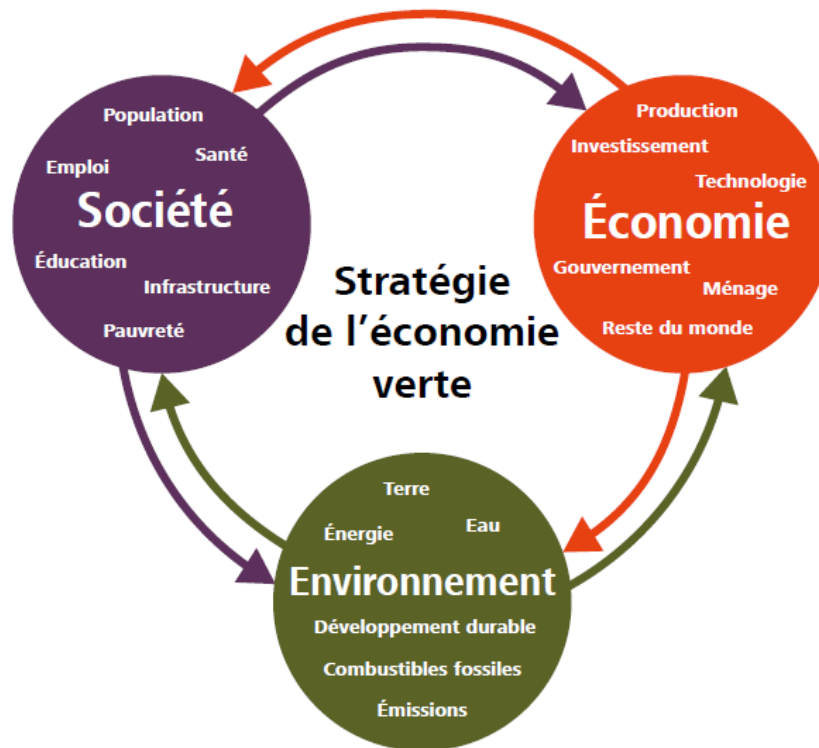 Population
Santé
Emploi
Société
Éducation
Infrastructure
Pauvreté
Production
Investissement
Technologie
Économie
Gouvernement
Ménage
Reste du monde
Stratégie
de l'économie
verte
Terre
Eau
Énergie
Environnement
Développement durable
Combustibles fossiles
Émissions